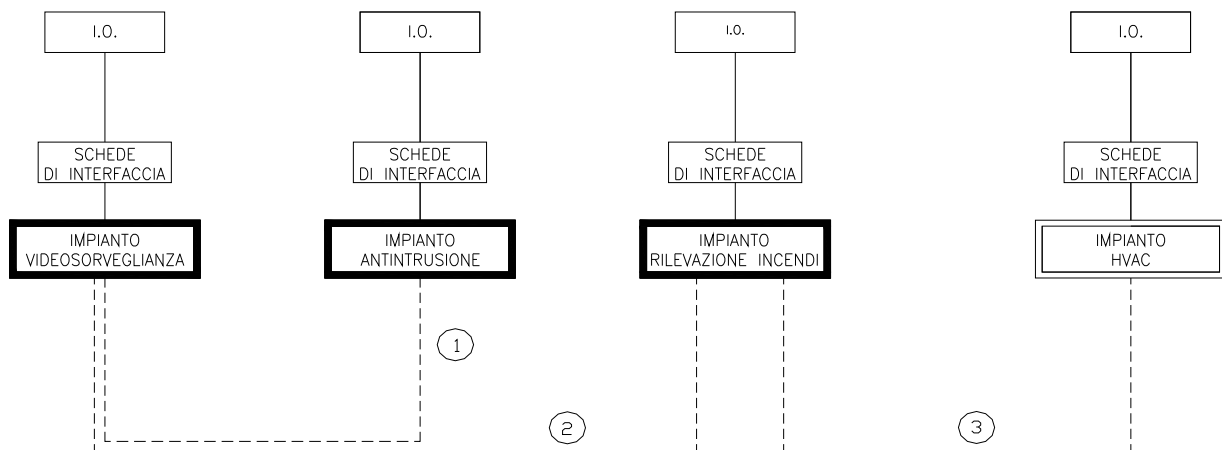 I.O.
I.O.
I.O.
I.O.
SCHEDE
DI INTERFACCIA
SCHEDE
DI INTERFACCIA
SCHEDE
DI INTERFACCIA
SCHEDE
DI INTERFACCIA
IMPIANTO
VIDEOSORVEGLIANZA
IMPIANTO
ANTINTRUSIONE
IMPIANTO
RILEVAZIONE INCENDI
IMPIANTO
HVAC
1
2
3